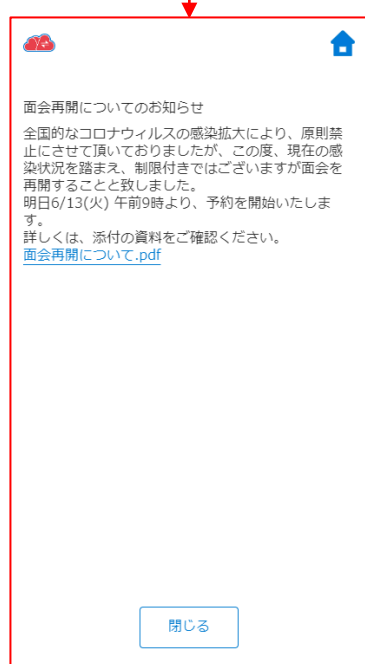 面会再開についてのお知らせ
全国的なコロナウィルスの感染拡大により、原則禁
止にさせて頂いておりましたが、この度、現在の感
染状況を踏まえ、制限付きではございますが面会を
再開することと致しました。
明日6/13(火) 午前9時より、予約を開始いたしま
す。
詳しくは、添付の資料をご確認ください。
面会再開について.pdf
閉じる